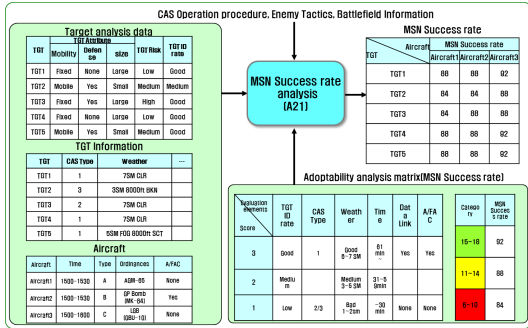 CAS Operation procedure, Enemy Tactics, Battlefield Information
Target analysis data
TGT TGT Attribute TGT Risk TGT ID rate
Mobility Defense size
TGT1 Fixed None Large Low Good
TGT2 Mobile Yes Small Medium Medium
TGT3 Fixed Yes Large High Good
TGT4 Fixed None Large Low Good
TGT5 Mobile Yes Small Medium Good
TGT Information
TGT CAS Type Weather ...
TGT1 1 7SM CLR
TGT2 3 3SM 8000ft BKN
TGT3 2 7SM CLR
TGT4 1 7SM CLR
TGT5 1 5SM FOG 8000ft SCT
Aircraft
Aircraft Time Type Ordinances A/FAC
Aircraft1 1500-1530 A AGM-65 None
Aircraft2 1500-1530 B GP Bomb (MK-84) Yes
Aircraft3 1500-1600 C LGB (GBU-10) None
MSN Success rate
analysis
(A21)
MSN Success rate
TGT Aircraft MSN Success rate
Aircraft1 Aircraft2 Aircraft3
TGT1 88 88 92
TGT2 84 84 88
TGT3 84 88 88
TGT4 88 88 92
TGT5 88 88 92
Adoptability analysis matrix(MSN Success rate)
Evaluation elements Score TGT ID rate CAS Type Weather Time Data Link A/FAC
3 Good 1 Good 6-7 SM 61 min ~ Yes Yes
2 Medium Medium 3-5 SM 31-59min
1 Low 2/3 Bad 1-2sm ~30 min None None
Category MSN Success rate
15-18 92
11-14 88
6-10 84